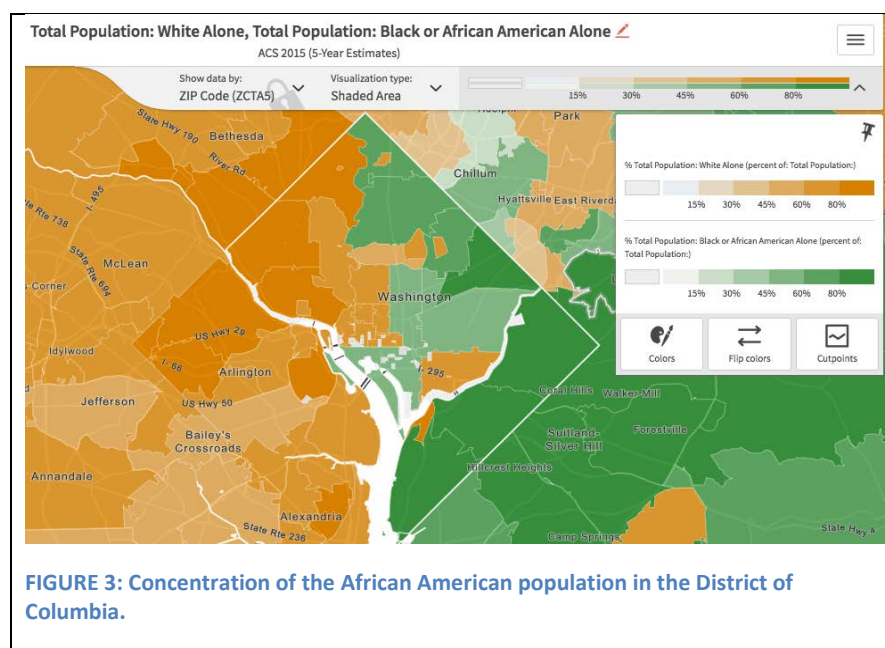 Total Population: White Alone, Total Population: Black or African American Alone
ACS 2015 (5-Year Estimates)
Show data by:
ZIP Code (ZCTA5)
Visualization type:
Shaded Area
15% 30% 45% 60% 80%
State Hwy 190
Bethesda
River Rd
I- 495
Park
Chillum
Hyattsville East Riverd
State Rte 694
McLean
s Corner
Washington
US Hwy 29
I- 66
Idylwood
Arlington
I- 295
Jefferson
US Hwy 50
Coral Hills
Walker-Mill
Bailey's
Crossroads
Suitland-
Silver Hill
Forestville
Hillcrest Heights
Annandale
Alexandria
State Rte 236
Camp Springs
State Hwy 4
% Total Population: White Alone (percent of: Total Population:)
15% 30% 45% 60% 80%
% Total Population: Black or African American Alone (percent of:
Total Population:)
15% 30% 45% 60% 80%
Colors
Flip colors
Cutpoints
FIGURE 3: Concentration of the African American population in the District of
Columbia.